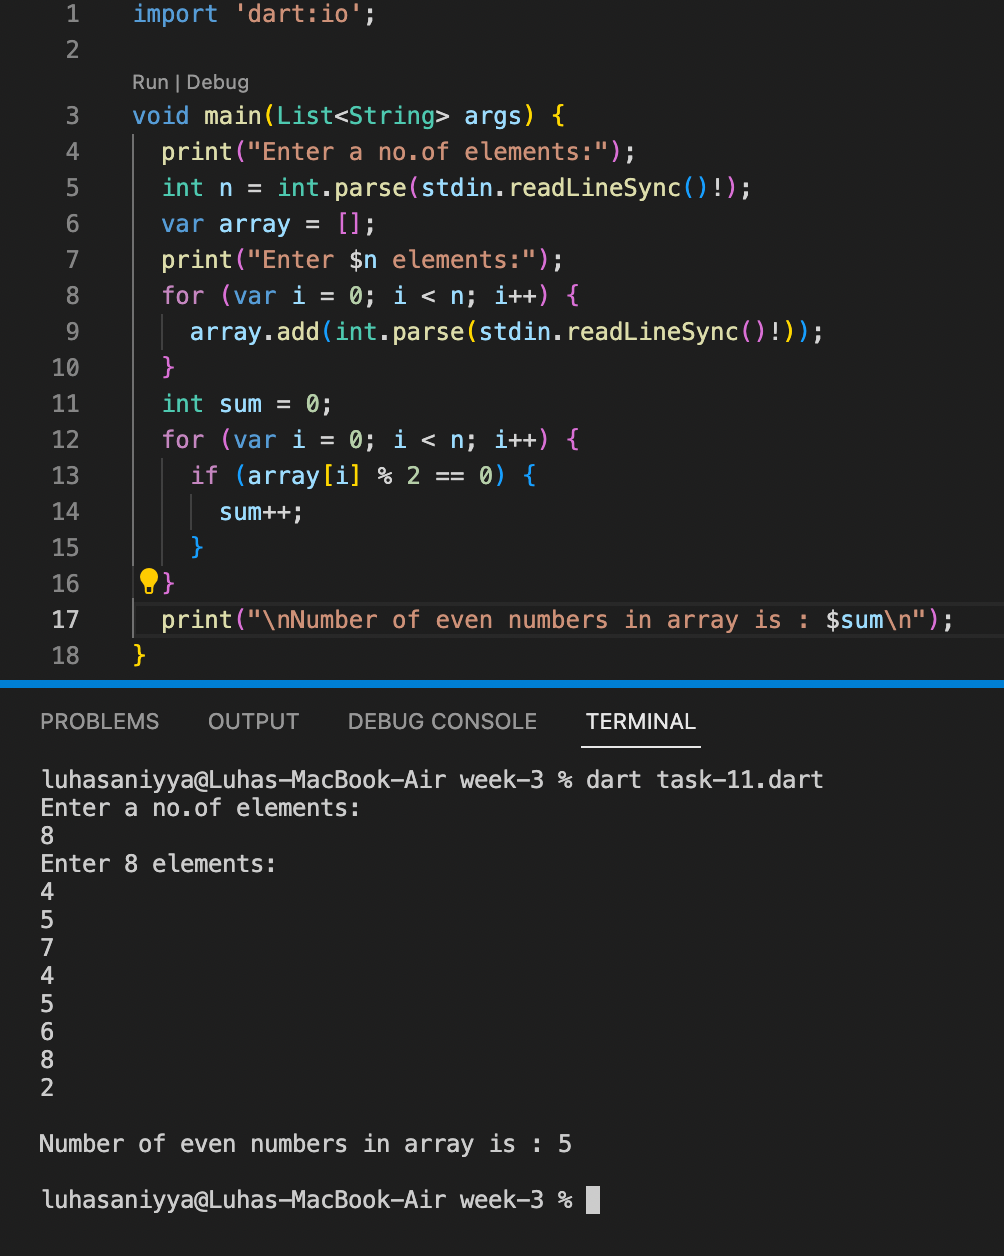 1 import 'dart:io';
2
Run | Debug
3 void main(List<String> args) {
4 print("Enter a no.of elements:");
5 int n = int.parse(stdin.readLineSync()!);
6 var array = [];
7 print("Enter $n elements:");
8 for (var i = 0; i < n; i++) {
9 array.add(int.parse(stdin.readLineSync()!));
10 }
11 int sum = 0;
12 for (var i = 0; i < n; i++) {
13 if (array[i] % 2 == 0) {
14 sum++;
15 }
16 }
17 print("\nNumber of even numbers in array is : $sum\n");
18 }
PROBLEMS OUTPUT DEBUG CONSOLE TERMINAL
luhasaniyya@Luhas-MacBook-Air week-3 % dart task-11.dart
Enter a no.of elements:
8
Enter 8 elements:
4
5
7
4
5
6
8
2
Number of even numbers in array is : 5
luhasaniyya@Luhas-MacBook-Air week-3 %